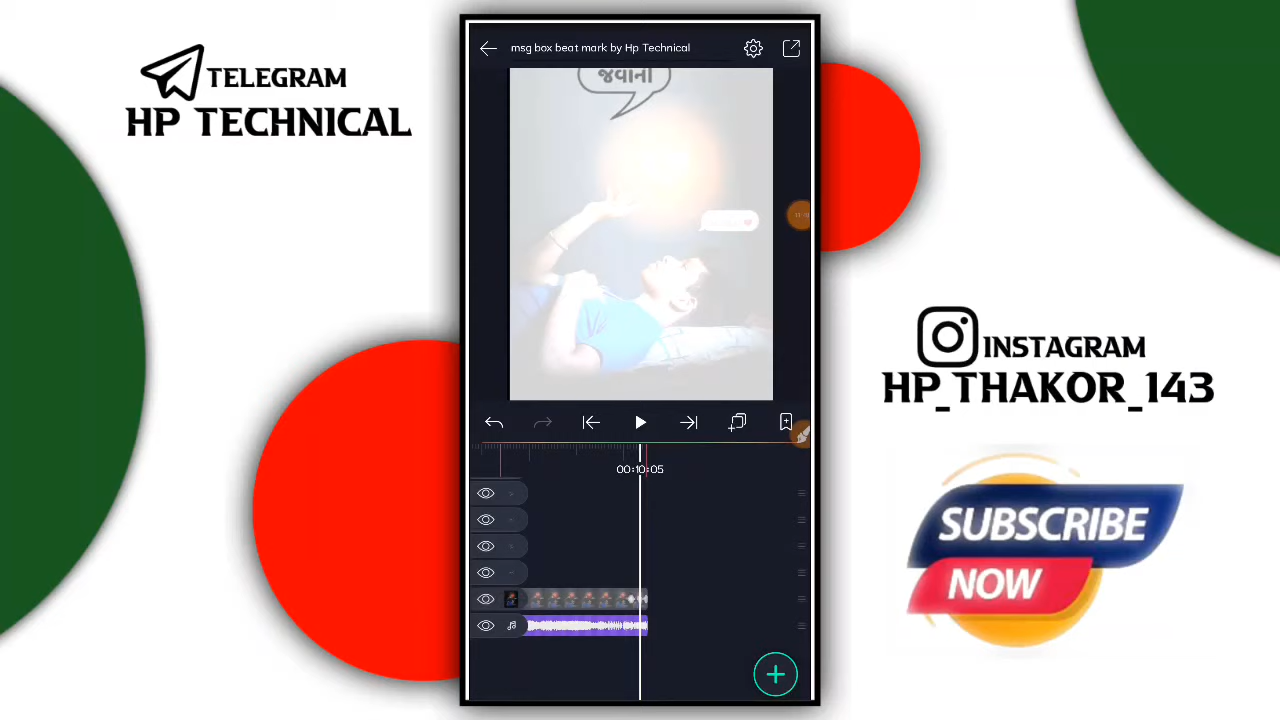 TELEGRAM
HP TECHNICAL
msg box beat mark by Hp Technical
જવાની
00:10:05
INSTAGRAM
HP_THAKOR_143
SUBSCRIBE
NOW